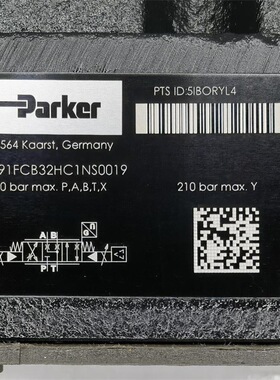 Parker
PTS ID:5IBORYL4
564 Kaarst, Germany
91FCB32HC1NS0019
0 bar max. P,A,B,T,X
210 bar max. Y
A B
P T